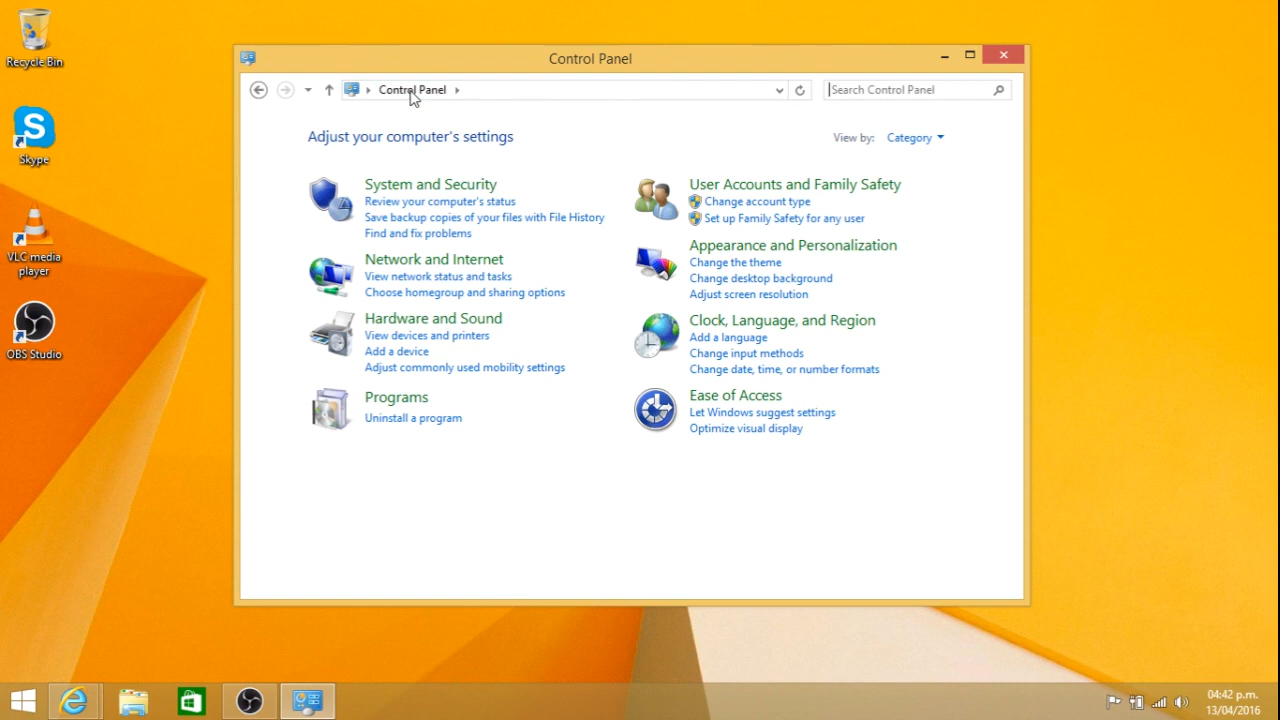 Recycle Bin
Skype
VLC media
player
OBS Studio
Control Panel
Control Panel
Search Control Panel
Adjust your computer's settings
View by: Category
System and Security
Review your computer's status
Save backup copies of your files with File History
Find and fix problems
Network and Internet
View network status and tasks
Choose homegroup and sharing options
Hardware and Sound
View devices and printers
Add a device
Adjust commonly used mobility settings
Programs
Uninstall a program
User Accounts and Family Safety
Change account type
Set up Family Safety for any user
Appearance and Personalization
Change the theme
Change desktop background
Adjust screen resolution
Clock, Language, and Region
Add a language
Change input methods
Change date, time, or number formats
Ease of Access
Let Windows suggest settings
Optimize visual display
04:42 p.m.
13/04/2016